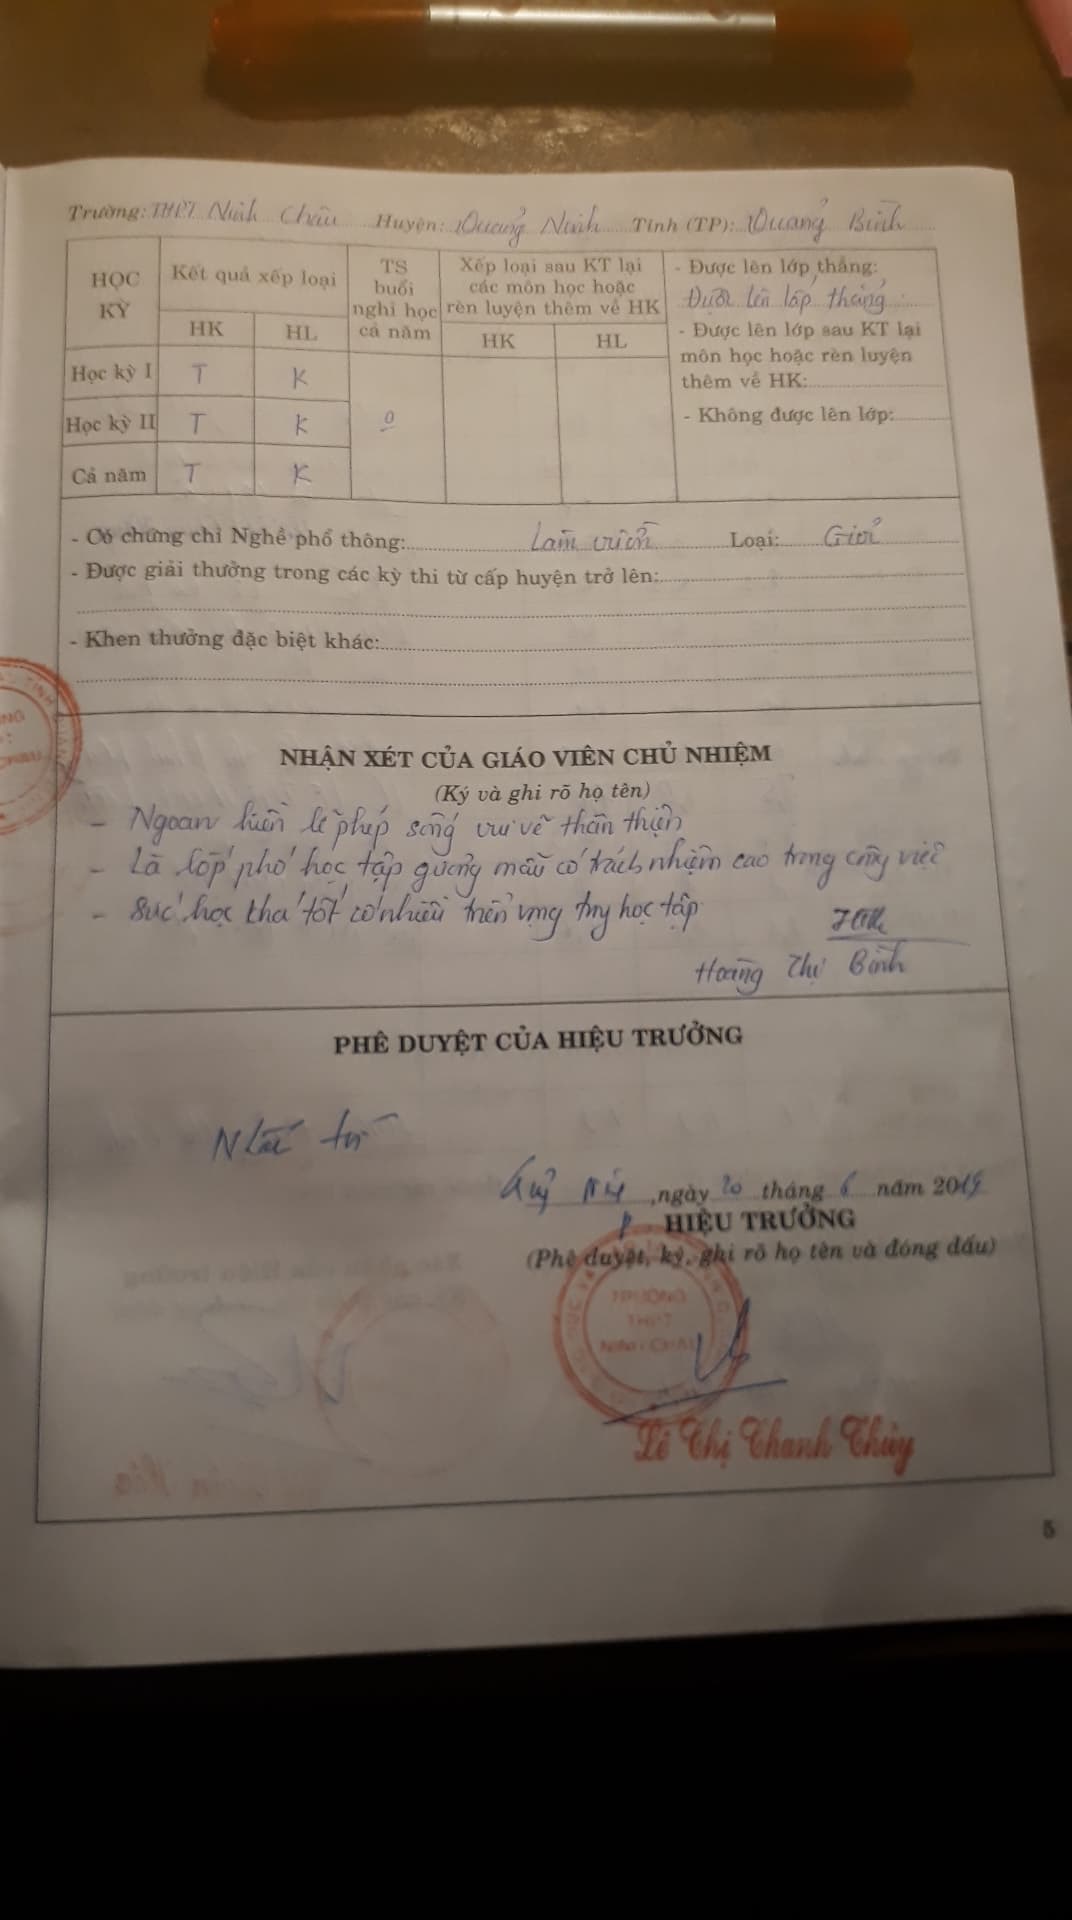 Trường: THPT Ninh Châu Huyện: Quảng Ninh Tỉnh (TP): Quảng Bình
HỌC KỲ
Kết quả xếp loại
TS buổi nghỉ học cả năm
Xếp loại sau KT lại các môn học hoặc rèn luyện thêm về HK
- Được lên lớp thẳng:
Được lên lớp thẳng
HK HL HK HL
- Được lên lớp sau KT lại
môn học hoặc rèn luyện
thêm về HK:
- Không được lên lớp:
Học kỳ I T K
Học kỳ II T K 0
Cả năm T K
- Có chứng chỉ Nghề phổ thông: Làm vườn Loại: Giỏi
- Được giải thưởng trong các kỳ thi từ cấp huyện trở lên:
- Khen thưởng đặc biệt khác:
NHẬN XÉT CỦA GIÁO VIÊN CHỦ NHIỆM
(Ký và ghi rõ họ tên)
- Ngoan hiền lễ phép sống vui vẻ thân thiện
- Là lớp phó học tập gương mẫu có trách nhiệm cao trong công việc
- Sức học khá tốt có nhiều triển vọng trong học tập
Hoàng Thị Bình
PHÊ DUYỆT CỦA HIỆU TRƯỞNG
Nhất trí
, ngày 20 tháng 6 năm 2019
HIỆU TRƯỞNG
(Phê duyệt, ký, ghi rõ họ tên và đóng dấu)
TRƯỜNG
THPT
NINH CHÂU
Lê Thị Thanh Thủy
5